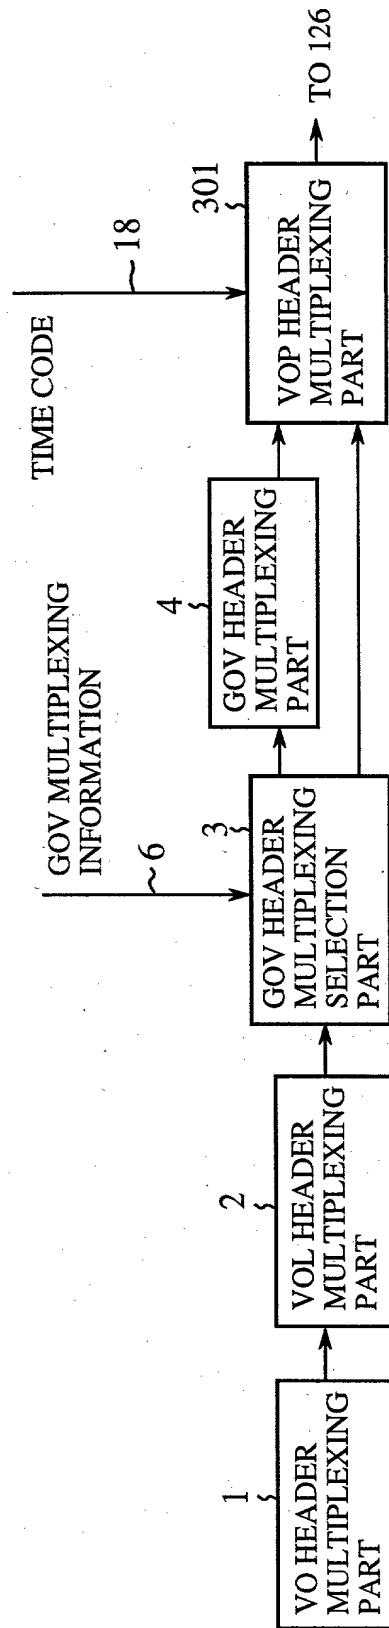 1
VO HEADER
MULTIPLEXING
PART
2
VOL HEADER
MULTIPLEXING
PART
GOV MULTIPLEXING
INFORMATION
6
3
GOV HEADER
MULTIPLEXING
SELECTION
PART
4
GOV HEADER
MULTIPLEXING
PART
TIME CODE
18
301
VOP HEADER
MULTIPLEXING
PART
TO 126